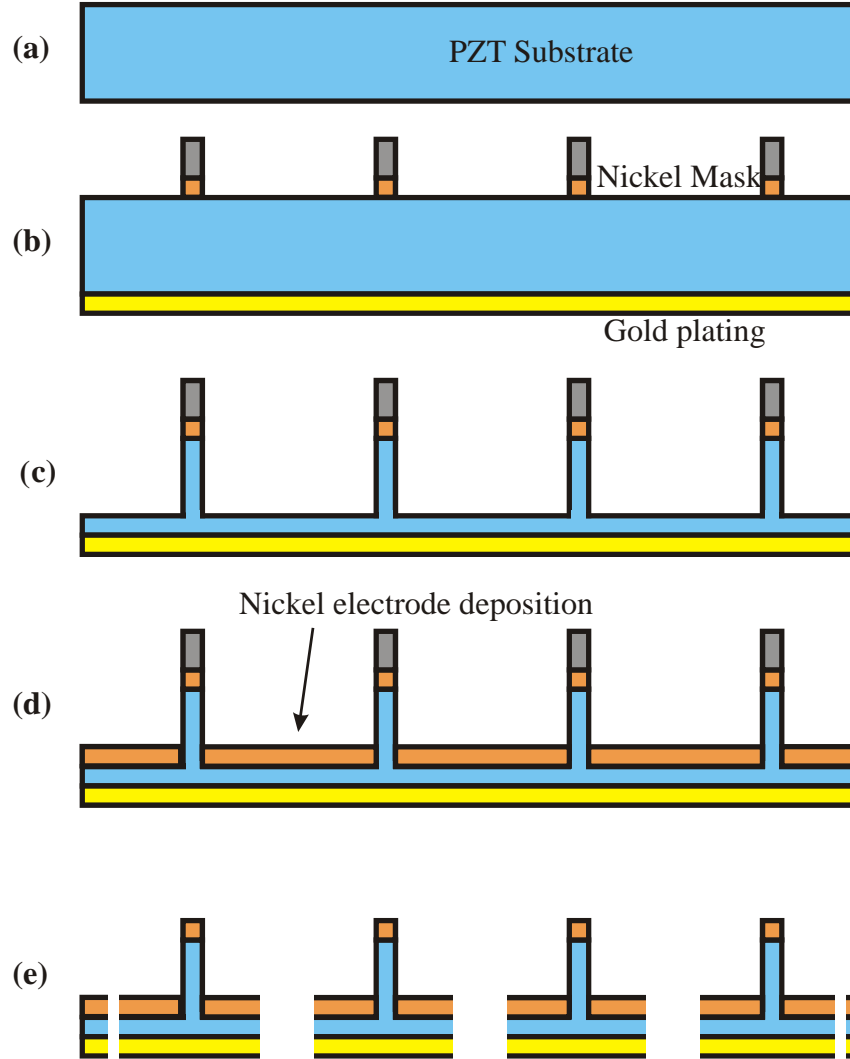 (a)
PZT Substrate
Nickel Mask
(b)
Gold plating
(c)
Nickel electrode deposition
(d)
(e)